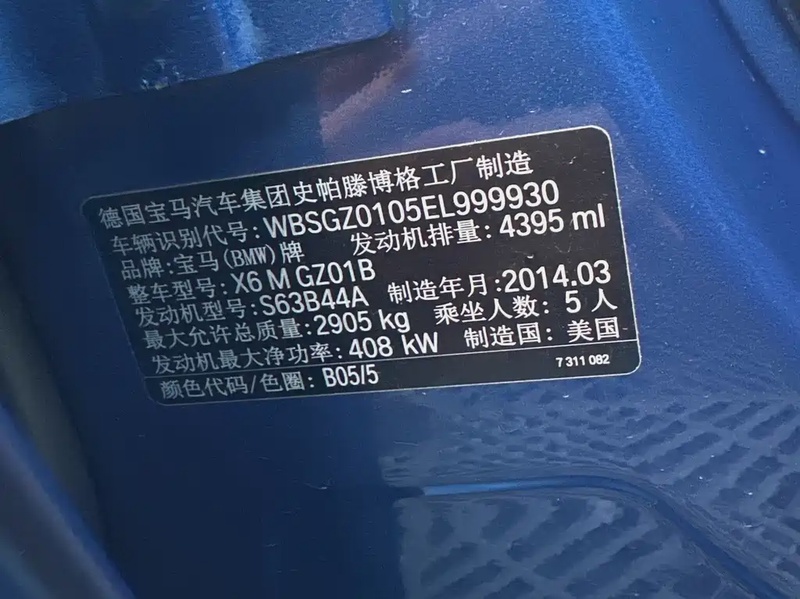 德国宝马汽车集团史帕滕博格工厂制造
车辆识别代号: WBSGZ0105EL999930
品牌: 宝马(BMW)牌 发动机排量: 4395 ml
整车型号: X6 M GZ01B
发动机型号: S63B44A 制造年月: 2014.03
最大允许总质量: 2905 kg 乘坐人数: 5 人
发动机最大净功率: 408 kW 制造国: 美国
7 311 082
颜色代码/色圈: B05/5